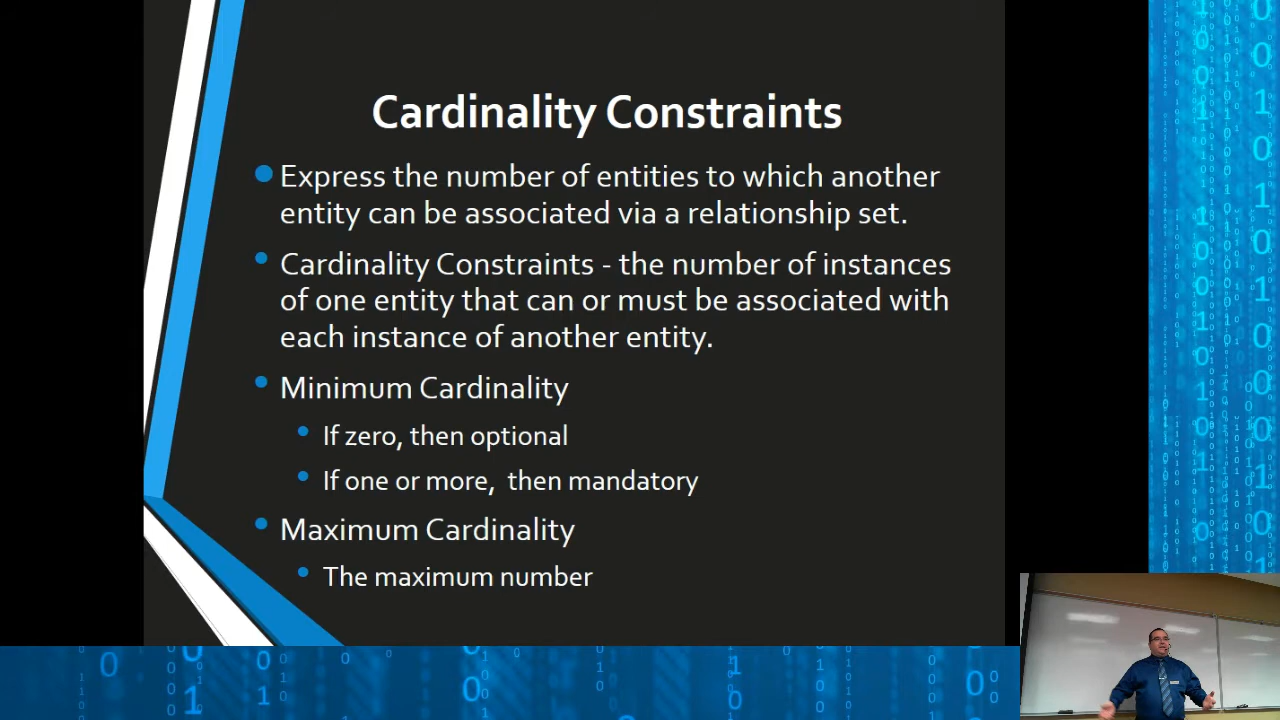 Cardinality Constraints
Express the number of entities to which another
entity can be associated via a relationship set.
Cardinality Constraints - the number of instances
of one entity that can or must be associated with
each instance of another entity.
Minimum Cardinality
If zero, then optional
If one or more, then mandatory
Maximum Cardinality
The maximum number